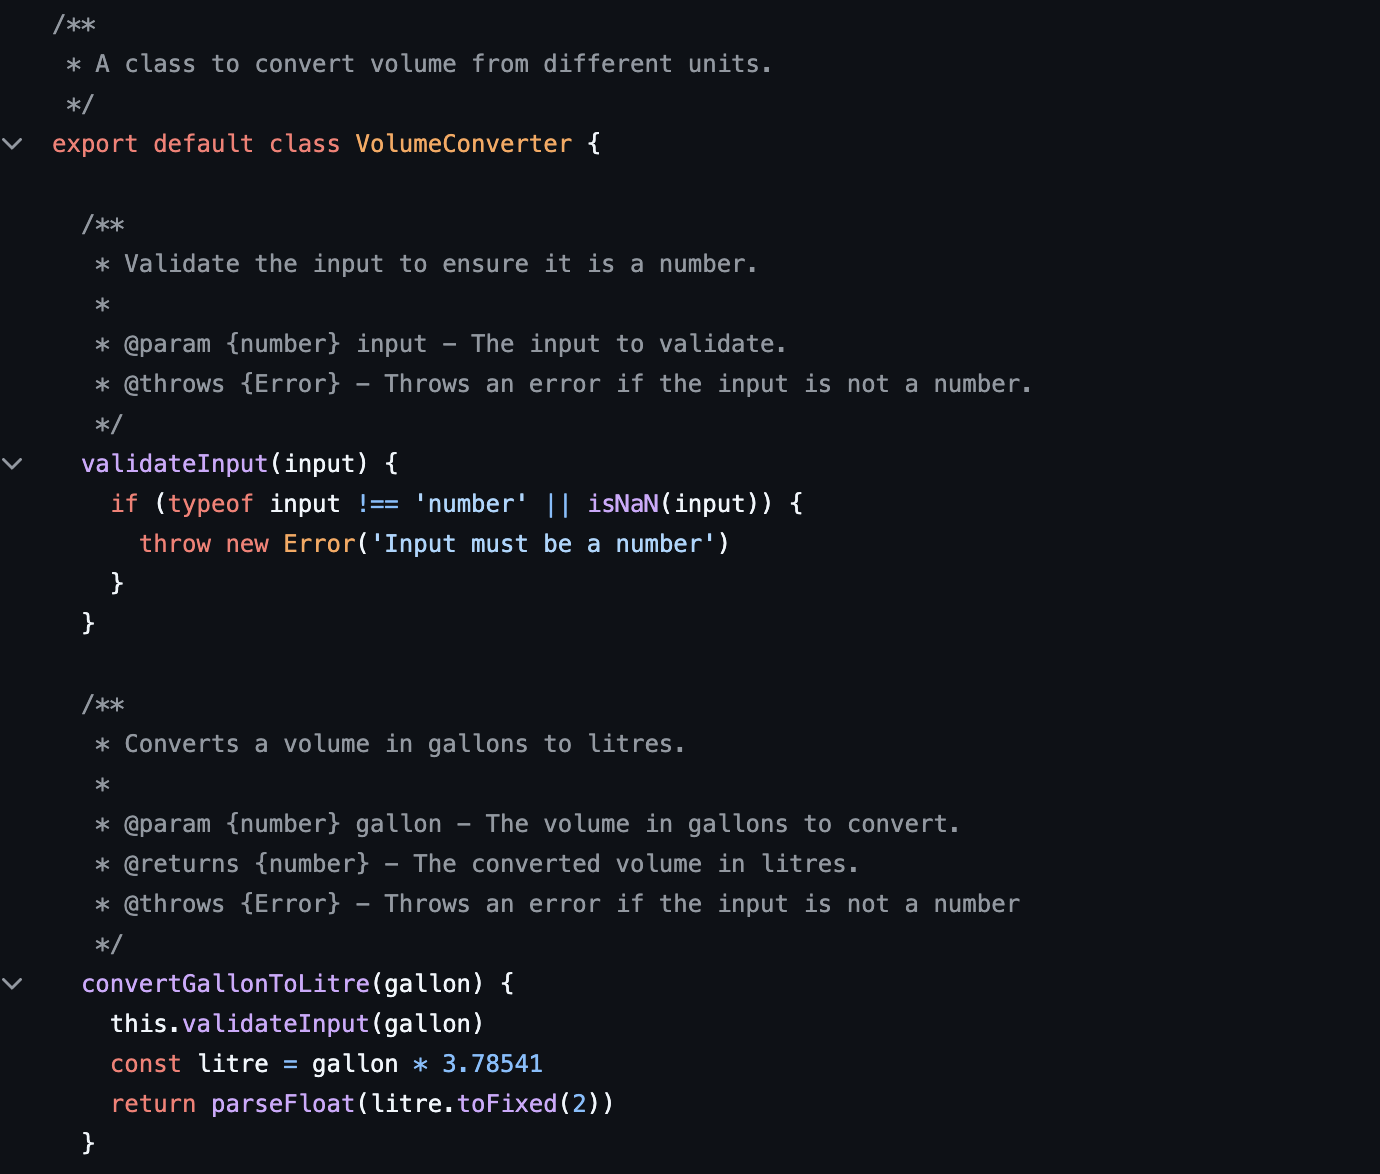 /**
 * A class to convert volume from different units.
 */
export default class VolumeConverter {

  /**
   * Validate the input to ensure it is a number.
   *
   * @param {number} input - The input to validate.
   * @throws {Error} - Throws an error if the input is not a number.
   */
  validateInput(input) {
    if (typeof input !== 'number' || isNaN(input)) {
      throw new Error('Input must be a number')
    }
  }

  /**
   * Converts a volume in gallons to litres.
   *
   * @param {number} gallon - The volume in gallons to convert.
   * @returns {number} - The converted volume in litres.
   * @throws {Error} - Throws an error if the input is not a number
   */
  convertGallonToLitre(gallon) {
    this.validateInput(gallon)
    const litre = gallon * 3.78541
    return parseFloat(litre.toFixed(2))
  }